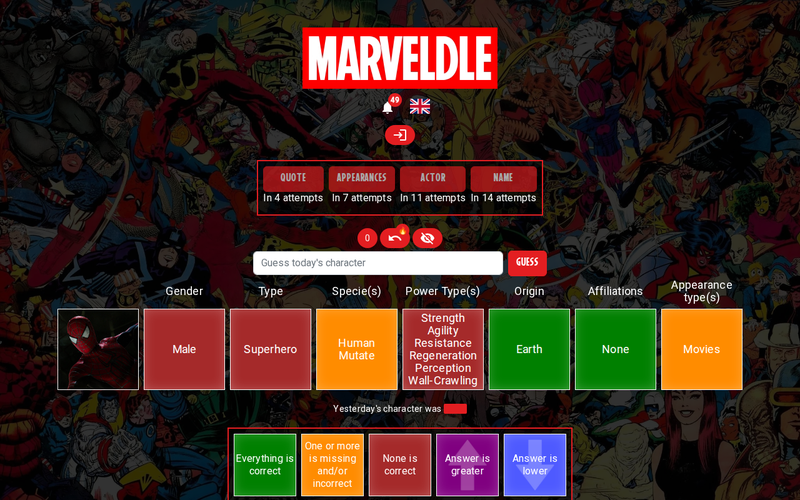 MARVELDLE
49
QUOTE APPEARANCES ACTOR NAME
In 4 attempts In 7 attempts In 11 attempts In 14 attempts
0
Guess today's character GUESS
Gender Type Specie(s) Power Type(s) Origin Affiliations Appearance
type(s)
Male
Superhero
Human
Mutate
Strength
Agility
Resistance
Regeneration
Perception
Wall-Crawling
Earth
None
Movies
Yesterday's character was
Everything is
correct
One or more
is missing
and/or
incorrect
None is
correct
Answer is
greater
Answer is
lower